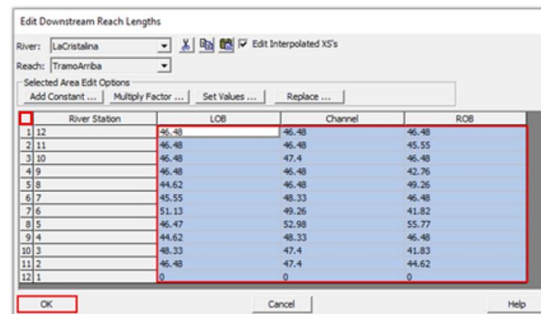 Edit Downstream Reach Lengths
River: LaCristalina Edit Interpolated XS's
Reach: TramoArriba
Selected Area Edit Options
Add Constant ... Multiply Factor ... Set Values ... Replace ...
River Station LOB Channel ROB
1 12 46.48 46.48 46.48
2 11 46.48 46.48 45.55
3 10 46.48 47.4 46.48
4 9 46.48 46.48 42.76
5 8 44.62 46.48 49.26
6 7 45.55 48.33 46.48
7 6 51.13 49.26 41.82
8 5 46.47 52.98 55.77
9 4 44.62 48.33 46.48
10 3 48.33 47.4 41.83
11 2 46.48 47.4 44.62
12 1 0 0 0
OK Cancel Help